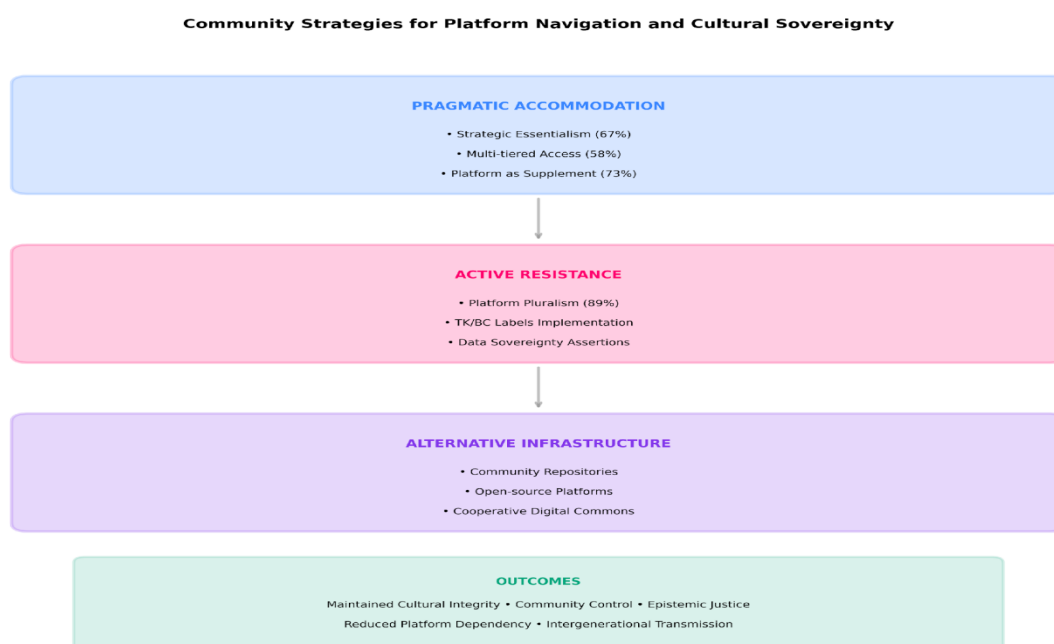 Community Strategies for Platform Navigation and Cultural Sovereignty
PRAGMATIC ACCOMMODATION
• Strategic Essentialism (67%)
• Multi-tiered Access (58%)
• Platform as Supplement (73%)
ACTIVE RESISTANCE
• Platform Pluralism (89%)
• TK/BC Labels Implementation
• Data Sovereignty Assertions
ALTERNATIVE INFRASTRUCTURE
• Community Repositories
• Open-source Platforms
• Cooperative Digital Commons
OUTCOMES
Maintained Cultural Integrity • Community Control • Epistemic Justice
Reduced Platform Dependency • Intergenerational Transmission